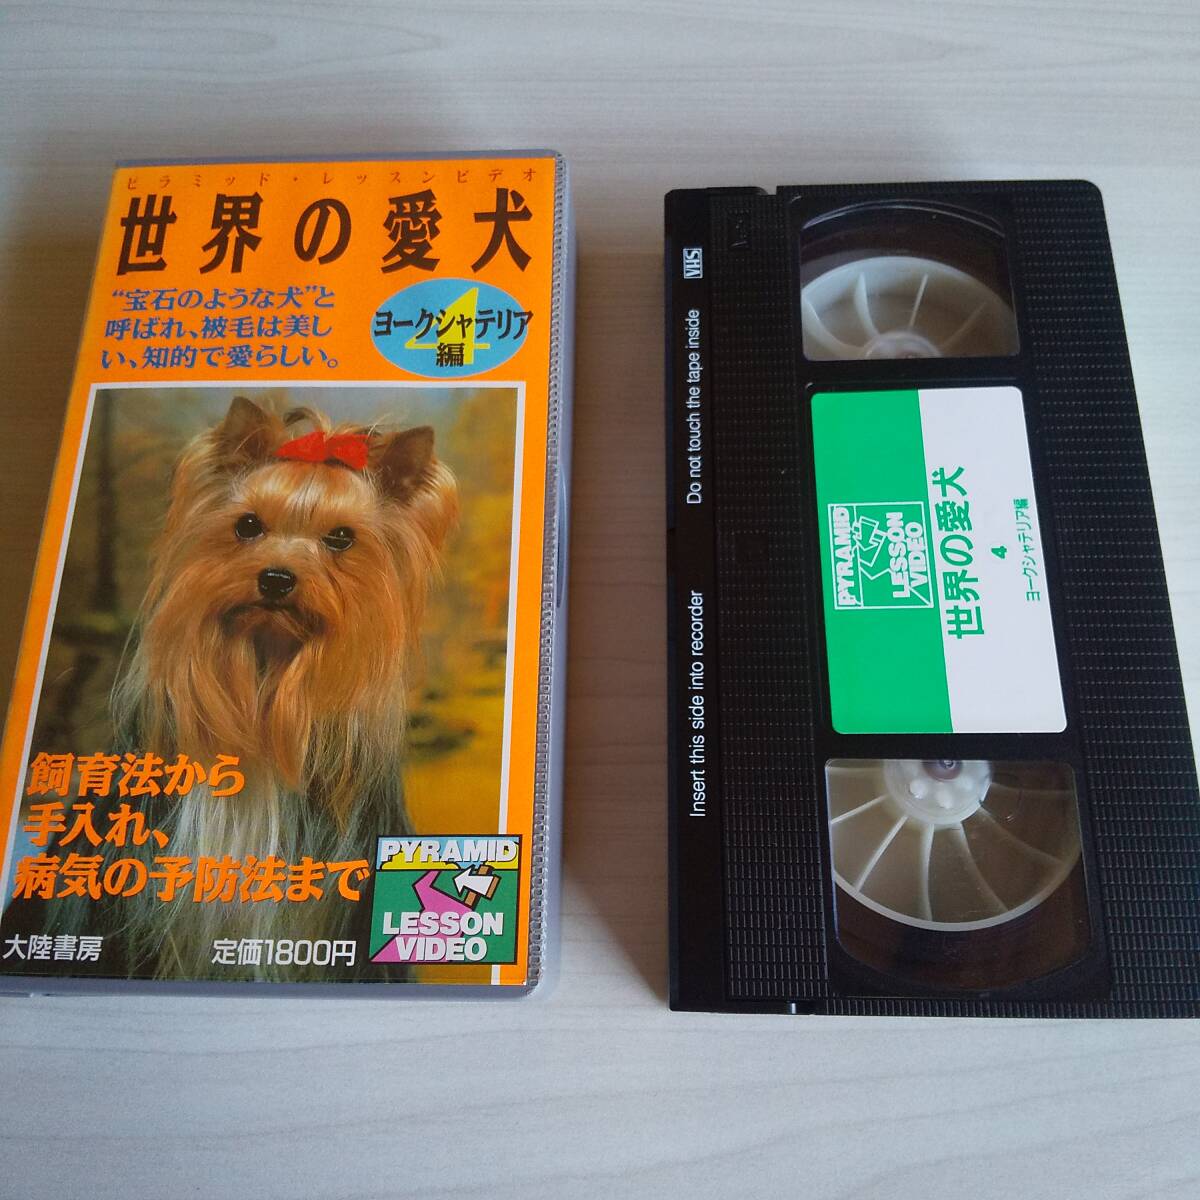 ピラミッド・レッスンビデオ
世界の愛犬
“宝石のような犬”と
呼ばれ、被毛は美し
い、知的で愛らしい。
4
ヨークシャテリア
編
飼育法から
手入れ、
病気の予防法まで
大陸書房
定価1800円
PYRAMID
LESSON
VIDEO
VHS
Do not touch the tape inside
Insert this side into recorder
PYRAMID
LESSON
VIDEO
世界の愛犬
4
ヨークシャテリア編